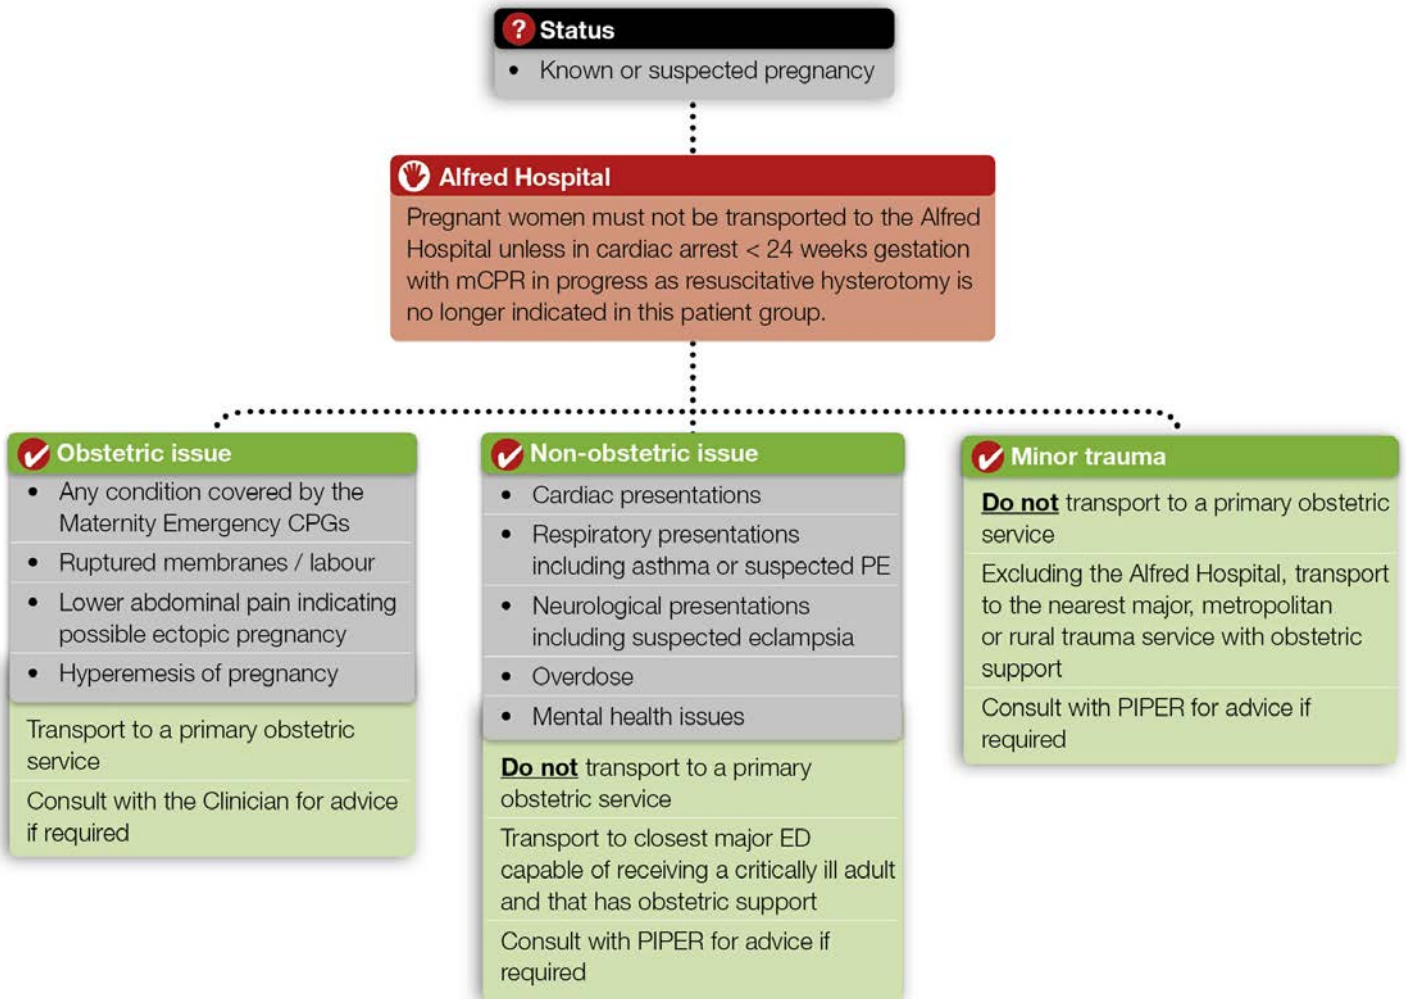 ? Status
• Known or suspected pregnancy
Alfred Hospital
Pregnant women must not be transported to the Alfred
Hospital unless in cardiac arrest < 24 weeks gestation
with mCPR in progress as resuscitative hysterotomy is
no longer indicated in this patient group.
Obstetric issue
• Any condition covered by the
Maternity Emergency CPGs
• Ruptured membranes / labour
• Lower abdominal pain indicating
possible ectopic pregnancy
• Hyperemesis of pregnancy
Transport to a primary obstetric
service
Consult with the Clinician for advice
if required
Non-obstetric issue
• Cardiac presentations
• Respiratory presentations
including asthma or suspected PE
• Neurological presentations
including suspected eclampsia
• Overdose
• Mental health issues
Do not transport to a primary
obstetric service
Transport to closest major ED
capable of receiving a critically ill adult
and that has obstetric support
Consult with PIPER for advice if
required
Minor trauma
Do not transport to a primary obstetric
service
Excluding the Alfred Hospital, transport
to the nearest major, metropolitan
or rural trauma service with obstetric
support
Consult with PIPER for advice if
required